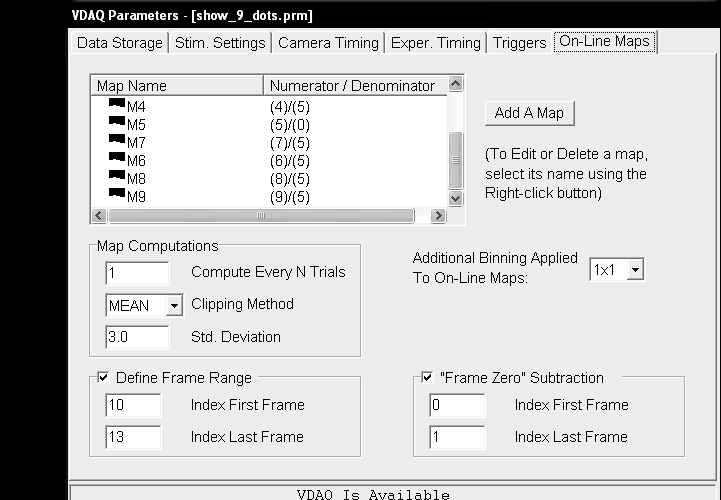 VDAQ Parameters - [show_9_dots.prm]
Data Storage Stim. Settings Camera Timing Exper. Timing Triggers On-Line Maps
Map Name Numerator / Denominator
M4 (4)/(5)
M5 (5)/(0)
M7 (7)/(5)
M6 (6)/(5)
M8 (8)/(5)
M9 (9)/(5)
Add A Map
(To Edit or Delete a map,
select its name using the
Right-click button)
Map Computations
1 Compute Every N Trials
MEAN Clipping Method
3.0 Std. Deviation
Additional Binning Applied
To On-Line Maps:
1x1
Define Frame Range
10 Index First Frame
13 Index Last Frame
"Frame Zero" Subtraction
0 Index First Frame
1 Index Last Frame
VDAQ Is Available